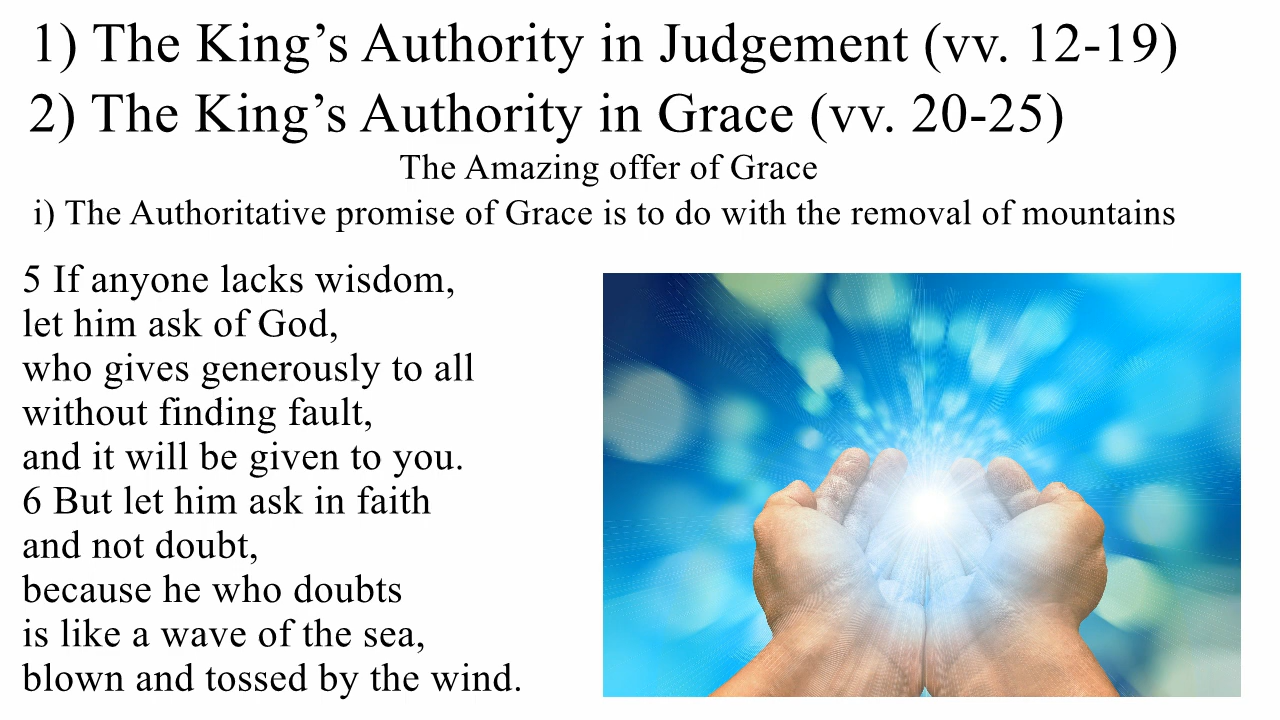 1) The King’s Authority in Judgement (vv. 12-19)
2) The King’s Authority in Grace (vv. 20-25)
The Amazing offer of Grace
i) The Authoritative promise of Grace is to do with the removal of mountains
5 If anyone lacks wisdom,
let him ask of God,
who gives generously to all
without finding fault,
and it will be given to you.
6 But let him ask in faith
and not doubt,
because he who doubts
is like a wave of the sea,
blown and tossed by the wind.